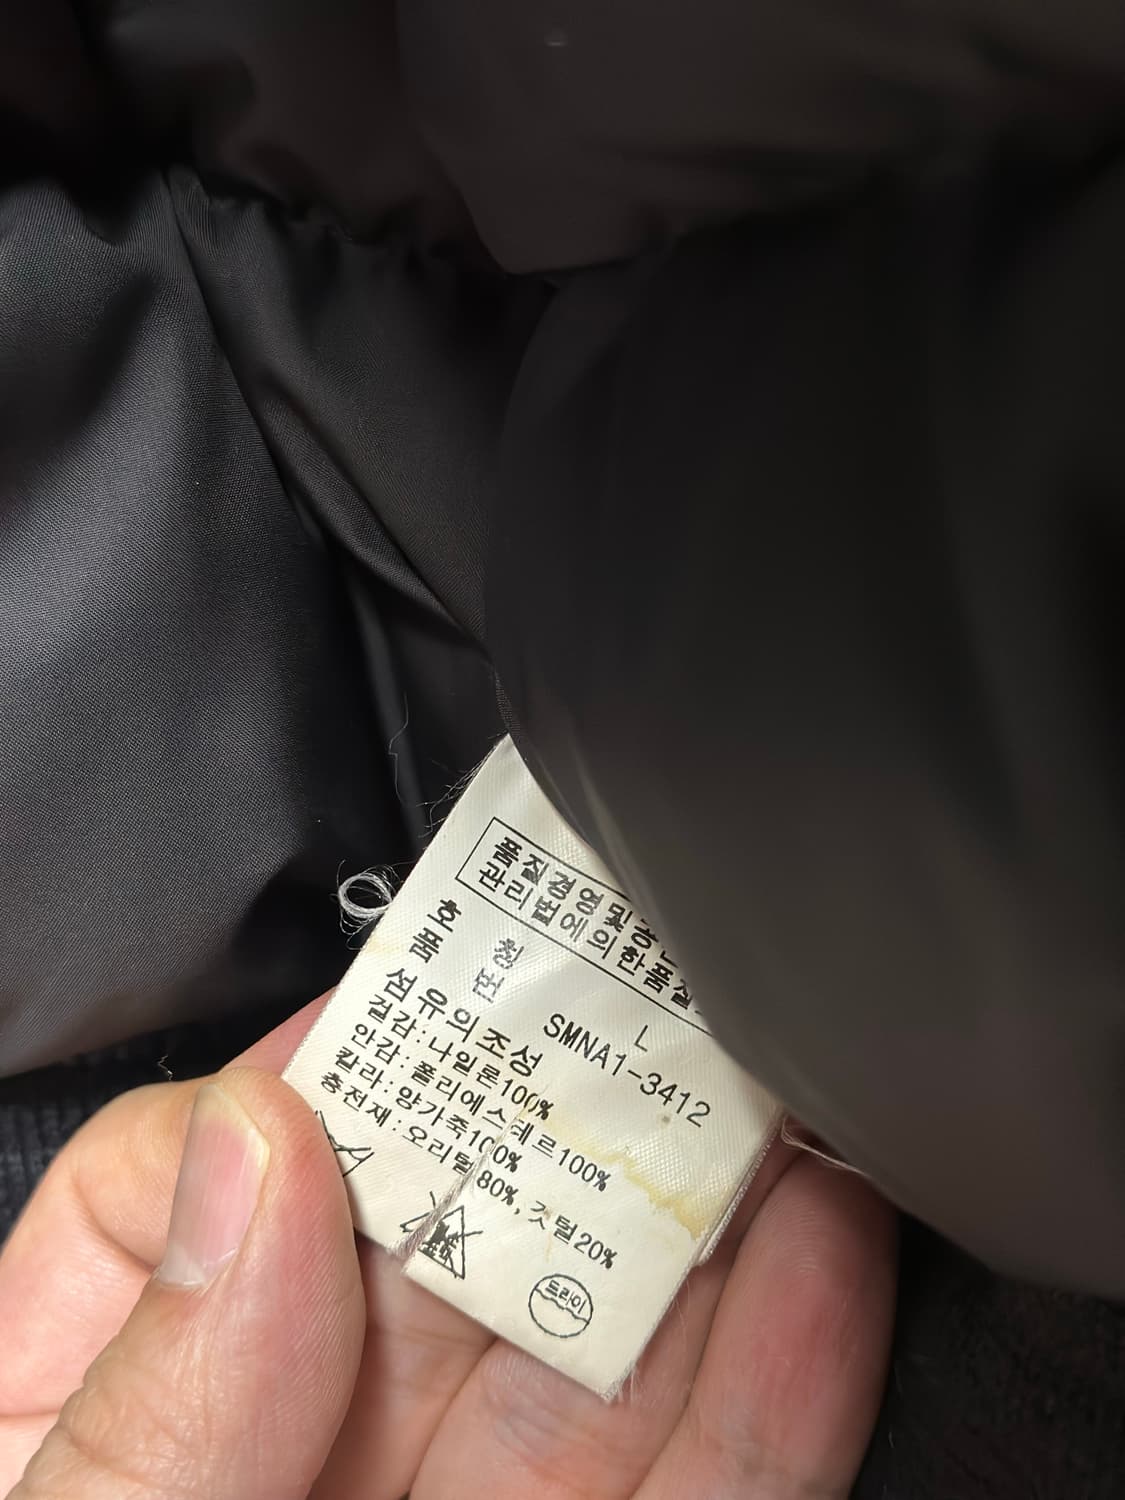 품질경영및공
관리법에의한품질
호 칭 L
품 번 SMNA1-3412
섬유의조성
겉감:나일론100%
안감:폴리에스테르100%
칼라:양가죽100%
충전재:오리털80%,깃털20%
드라이